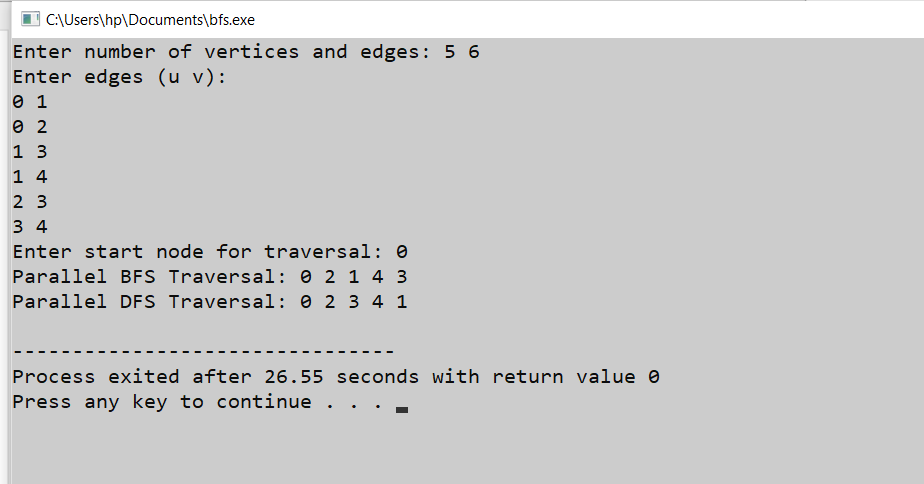 C:\Users\hp\Documents\bfs.exe
Enter number of vertices and edges: 5 6
Enter edges (u v):
0 1
0 2
1 3
1 4
2 3
3 4
Enter start node for traversal: 0
Parallel BFS Traversal: 0 2 1 4 3
Parallel DFS Traversal: 0 2 3 4 1

--------------------------------
Process exited after 26.55 seconds with return value 0
Press any key to continue . . .